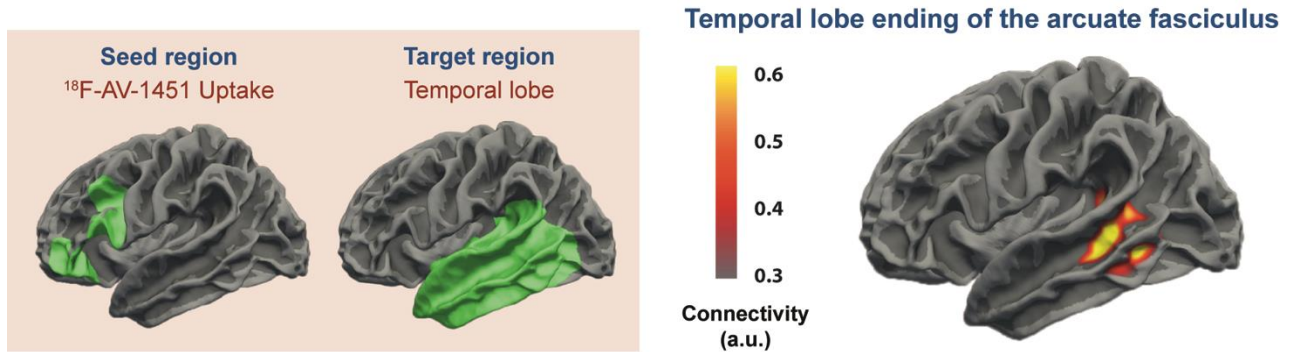 Temporal lobe ending of the arcuate fasciculus
Seed region
¹⁸F-AV-1451 Uptake
Target region
Temporal lobe
0.6
0.5
0.4
0.3
Connectivity
(a.u.)